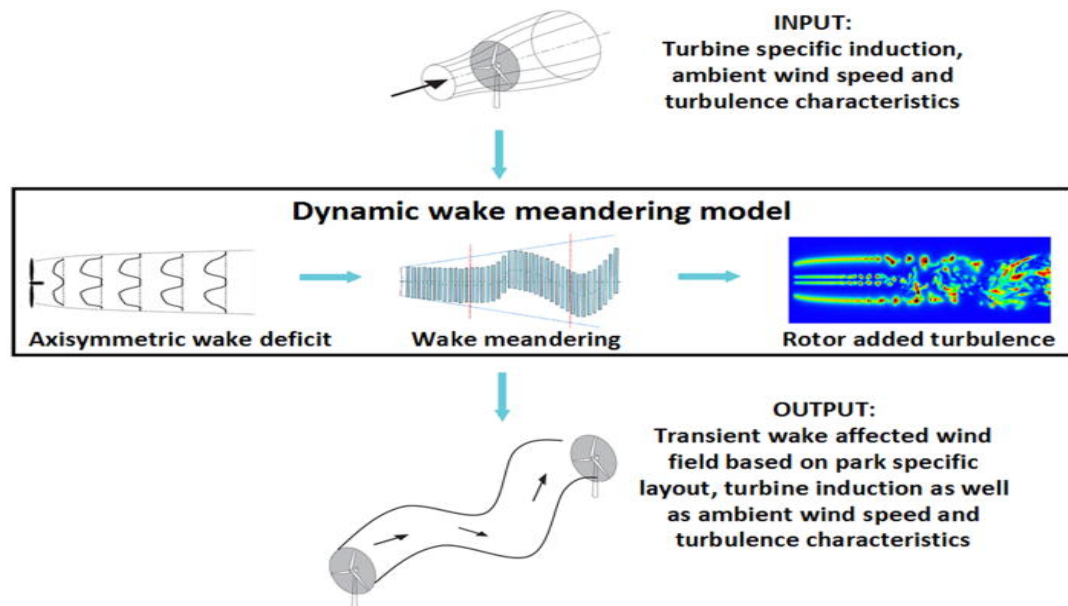 INPUT:
Turbine specific induction,
ambient wind speed and
turbulence characteristics
Dynamic wake meandering model
Axisymmetric wake deficit
Wake meandering
Rotor added turbulence
OUTPUT:
Transient wake affected wind
field based on park specific
layout, turbine induction as well
as ambient wind speed and
turbulence characteristics